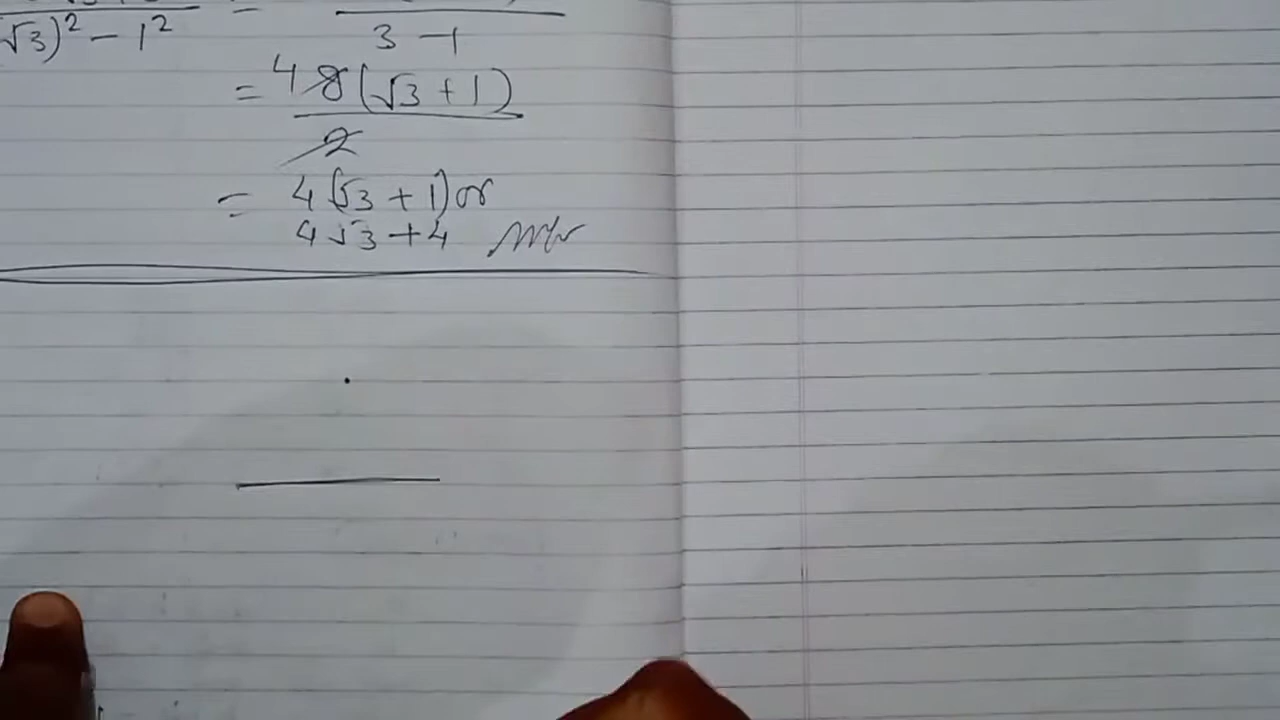 √3)² - 1² =
3 - 1
= 4 8(√3 + 1)
2
= 4(√3 + 1) or
4√3 + 4